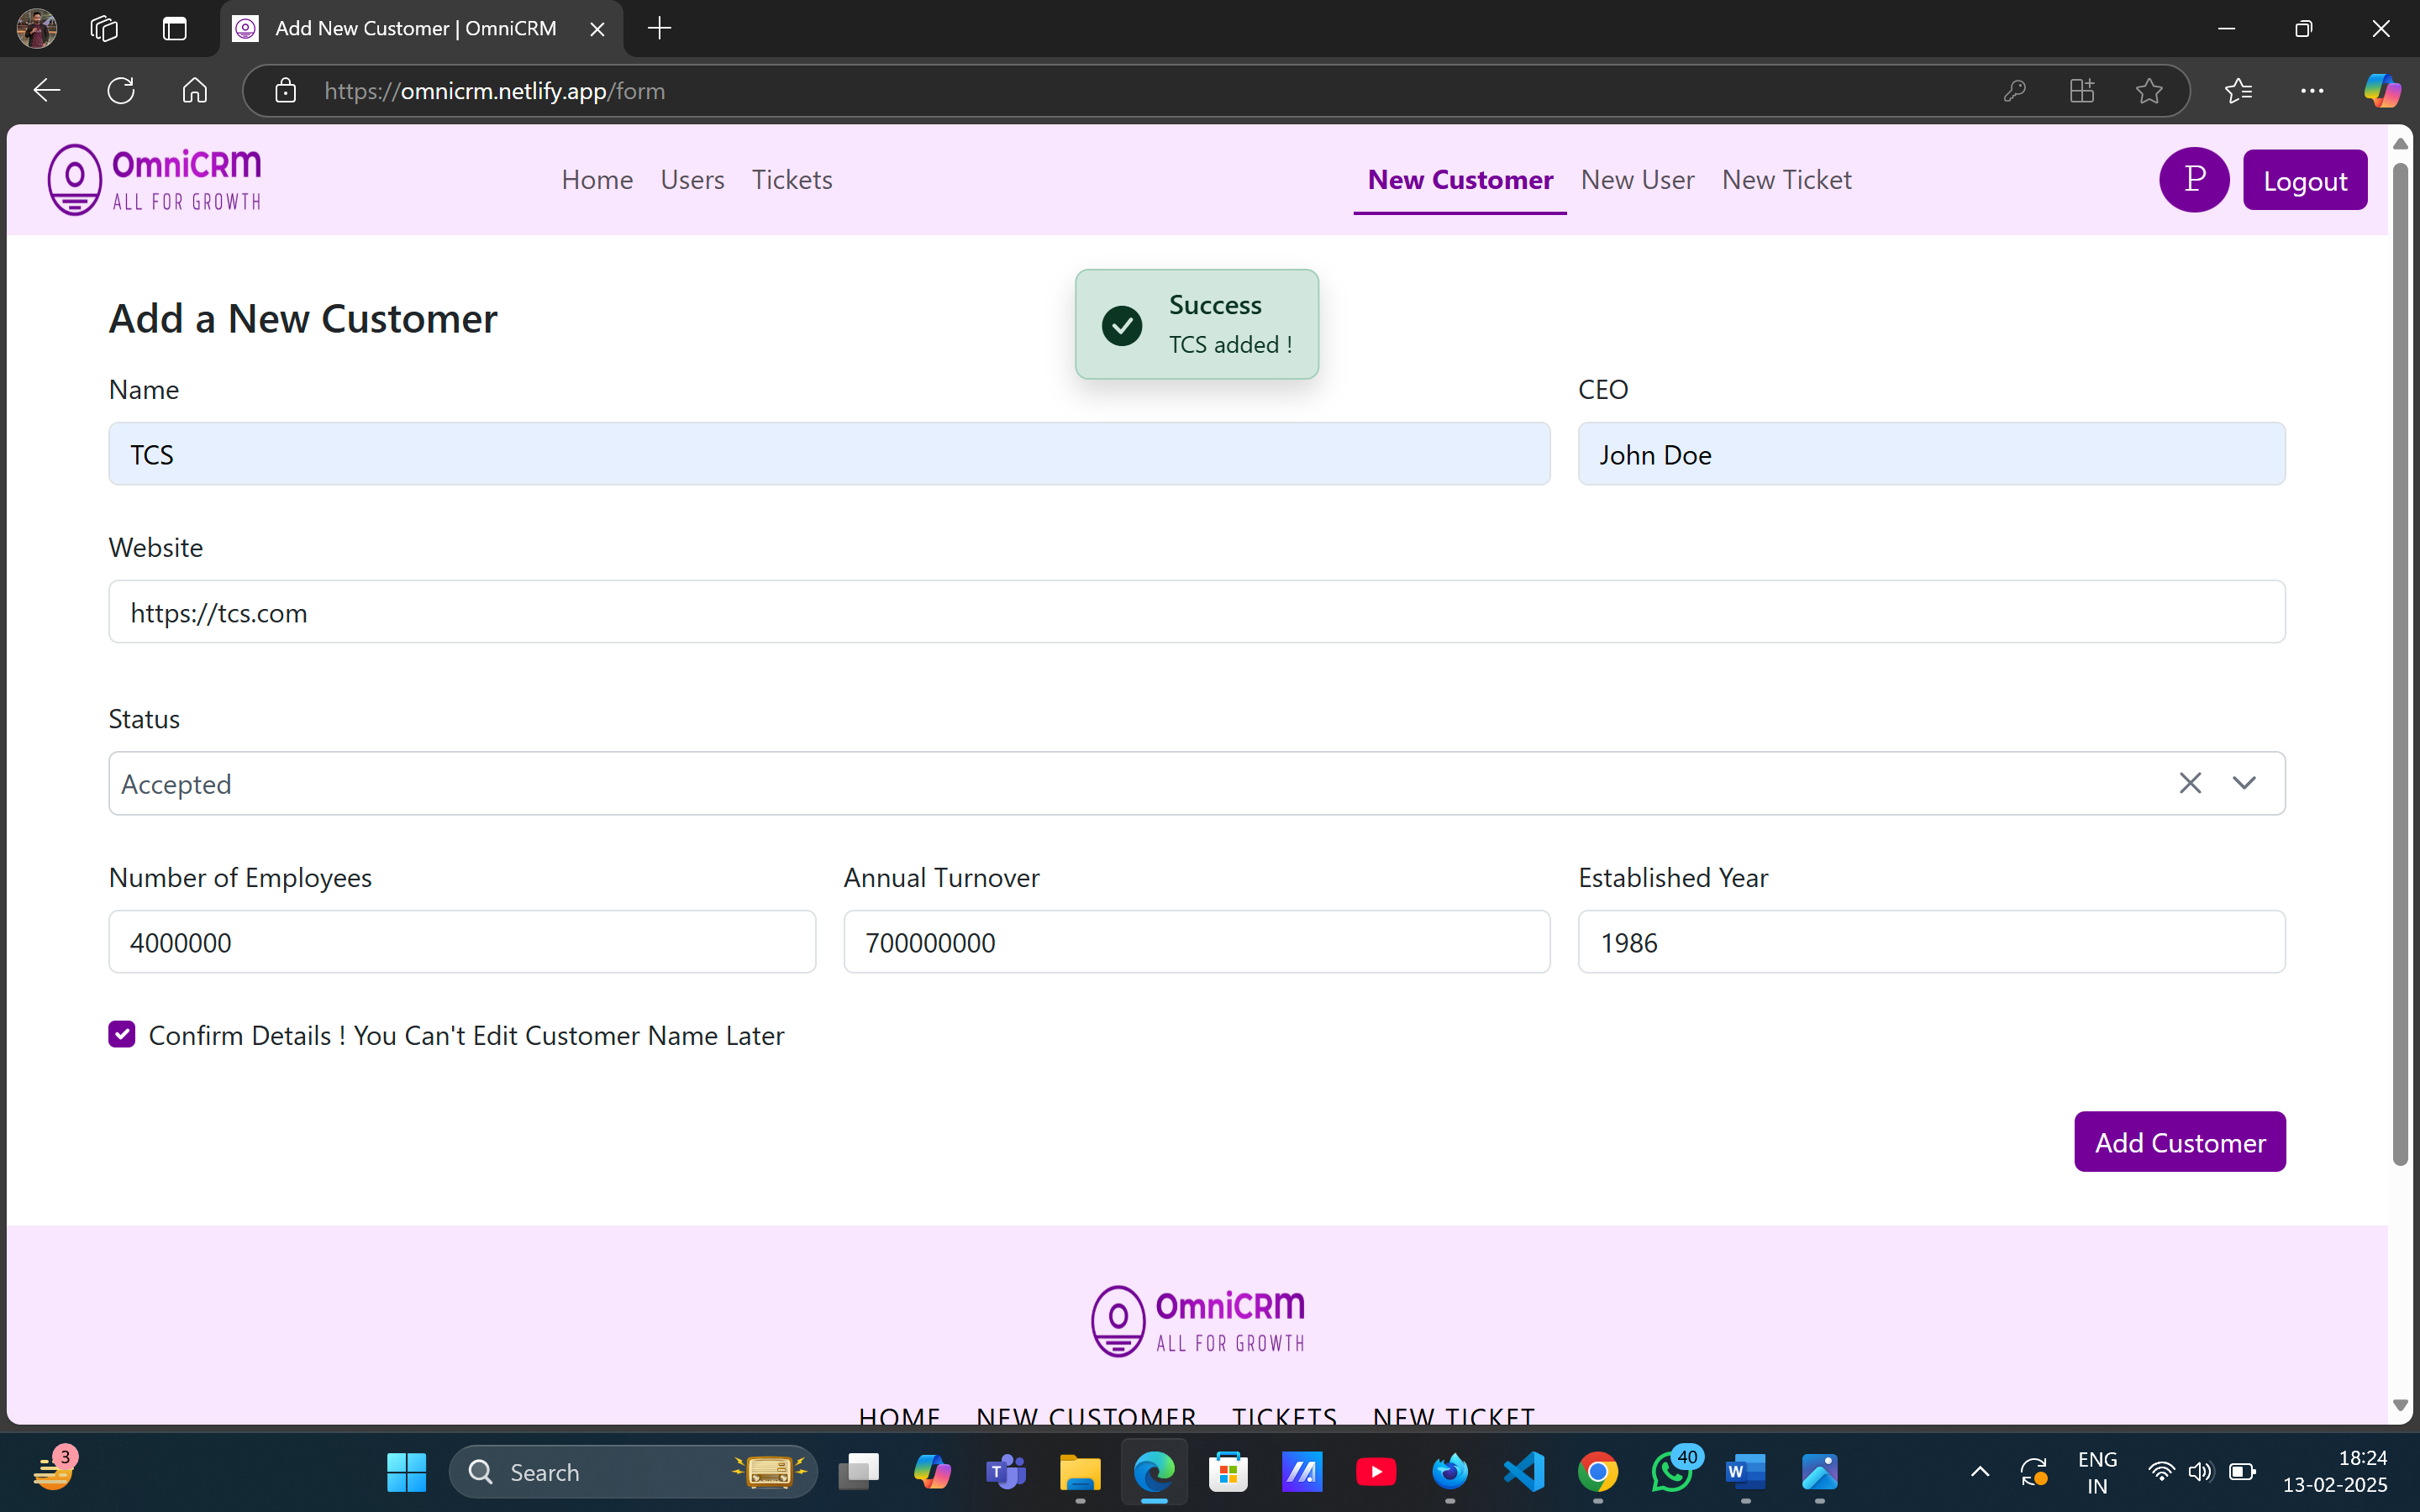 Add New Customer | OmniCRM
https://omnicrm.netlify.app/form
OmniCRM
ALL FOR GROWTH
Home Users Tickets
New Customer New User New Ticket
P
Logout
Success
TCS added !
Add a New Customer
Name
CEO
TCS
John Doe
Website
https://tcs.com
Status
Accepted
Number of Employees
Annual Turnover
Established Year
4000000
700000000
1986
Confirm Details ! You Can't Edit Customer Name Later
Add Customer
OmniCRM
ALL FOR GROWTH
HOME NEW CUSTOMER TICKETS NEW TICKET
3
Search
T
40
W
ENG
IN
18:24
13-02-2025